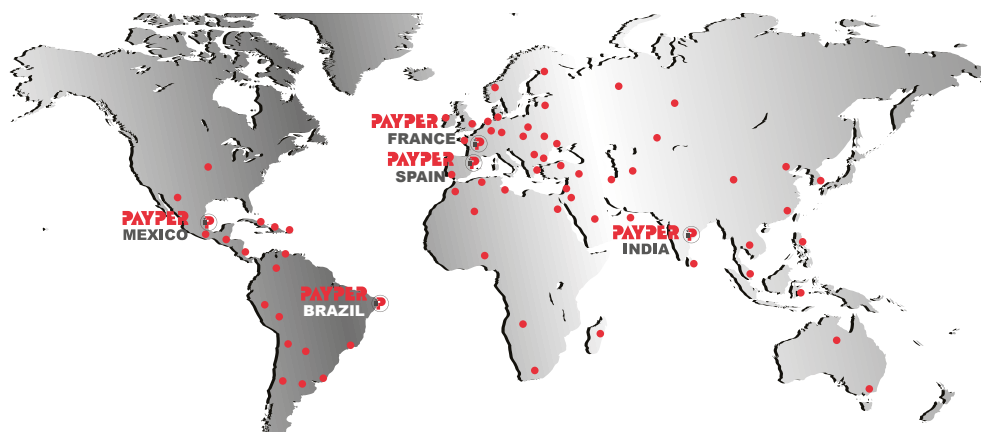 PAYPER
FRANCE
PAYPER
SPAIN
PAYPER
MEXICO
PAYPER
INDIA
PAYPER
BRAZIL